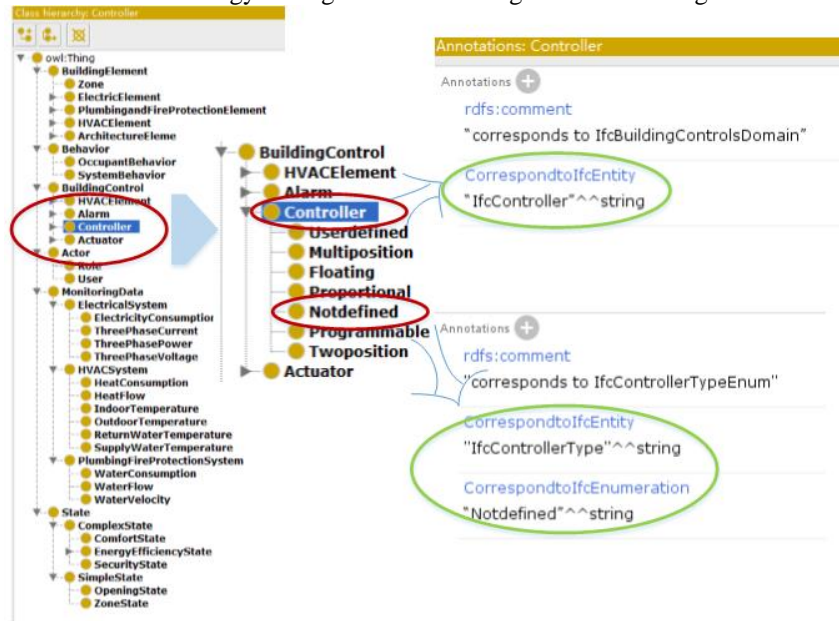 Class hierarchy: Controller
owl:Thing
BuildingElement
Zone
ElectricElement
PlumbingandFireProtectionElement
HVACElement
ArchitectureEleme
Behavior
OccupantBehavior
SystemBehavior
BuildingControl
HVACElement
Alarm
Controller
Actuator
Actor
Role
User
MonitoringData
ElectricalSystem
ElectricityConsumption
ThreePhaseCurrent
ThreePhasePower
ThreePhaseVoltage
HVACSystem
HeatConsumption
HeatFlow
IndoorTemperature
OutdoorTemperature
ReturnWaterTemperature
SupplyWaterTemperature
PlumbingFireProtectionSystem
WaterConsumption
WaterFlow
WaterVelocity
State
ComplexState
ComfortState
EnergyEfficiencyState
SecurityState
SimpleState
OpeningState
ZoneState
BuildingControl
HVACElement
Alarm
Controller
Userdefined
Multiposition
Floating
Proportional
Notdefined
Programmable
Twoposition
Actuator
Annotations: Controller
Annotations
rdfs:comment
"corresponds to IfcBuildingControlsDomain"
CorrespondtoIfcEntity
"IfcController"^^string
Annotations
rdfs:comment
"corresponds to IfcControllerTypeEnum"
CorrespondtoIfcEntity
"IfcControllerType"^^string
CorrespondtoIfcEnumeration
"Notdefined"^^string